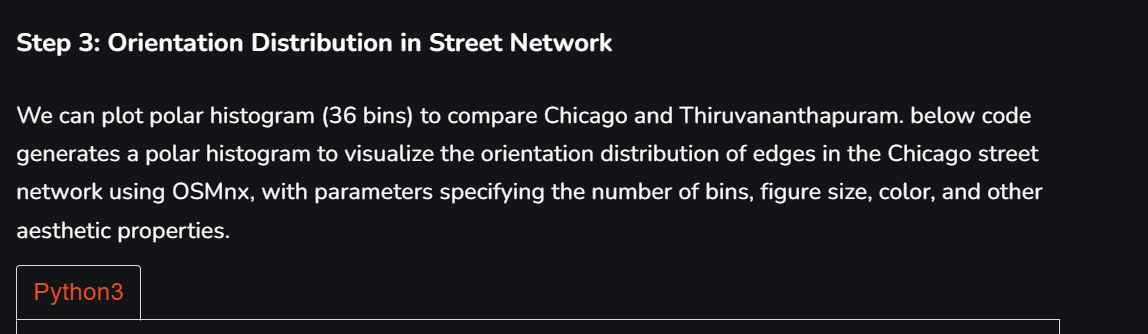 Step 3: Orientation Distribution in Street Network
We can plot polar histogram (36 bins) to compare Chicago and Thiruvananthapuram. below code
generates a polar histogram to visualize the orientation distribution of edges in the Chicago street
network using OSMnx, with parameters specifying the number of bins, figure size, color, and other
aesthetic properties.
Python3